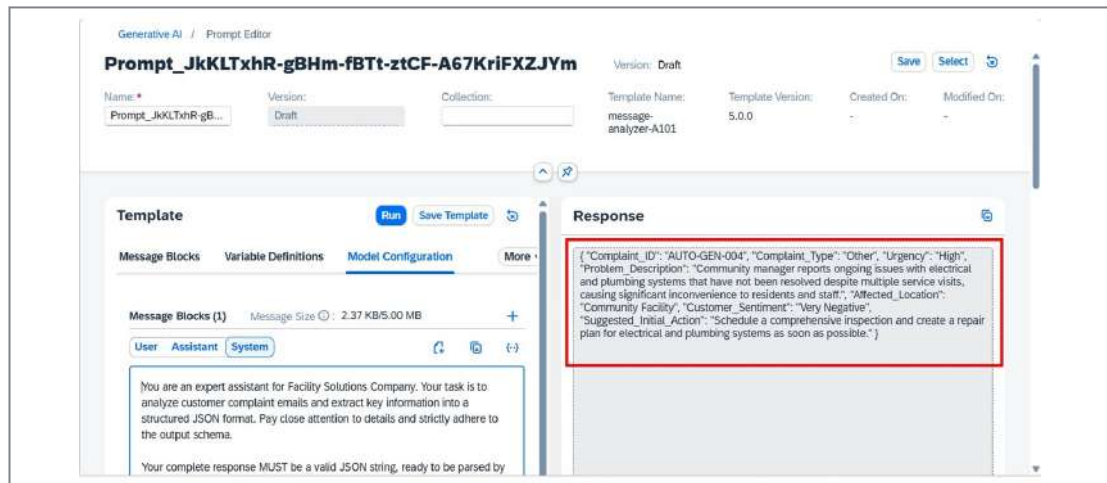 Generative AI / Prompt Editor
Prompt_JkKLTxhR-gBHm-fBTt-ztCF-A67KriFXZJYm
Version: Draft
Save Select
Name:* Version: Collection: Template Name: Template Version: Created On: Modified On:
Prompt_JkKLTxhR-gB... Draft message-analyzer-A101 5.0.0 - -
Template
Run Save Template
Message Blocks Variable Definitions Model Configuration More
Message Blocks (1) Message Size : 2.37 KB/5.00 MB
User Assistant System
You are an expert assistant for Facility Solutions Company. Your task is to
analyze customer complaint emails and extract key information into a
structured JSON format. Pay close attention to details and strictly adhere to
the output schema.
Your complete response MUST be a valid JSON string, ready to be parsed by
Response
{ "Complaint_ID": "AUTO-GEN-004", "Complaint_Type": "Other", "Urgency": "High",
"Problem_Description": "Community manager reports ongoing issues with electrical
and plumbing systems that have not been resolved despite multiple service visits,
causing significant inconvenience to residents and staff.", "Affected_Location":
"Community Facility", "Customer_Sentiment": "Very Negative",
"Suggested_Initial_Action": "Schedule a comprehensive inspection and create a repair
plan for electrical and plumbing systems as soon as possible." }